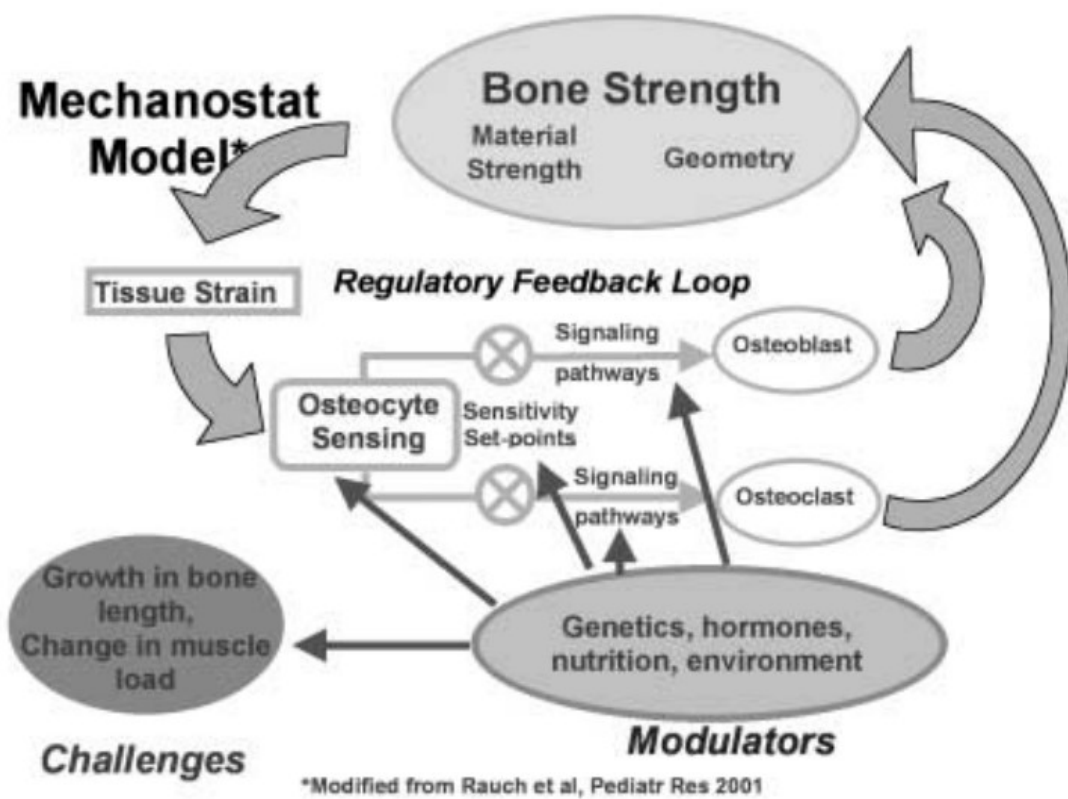 Mechanostat
Model*
Bone Strength
Material
Strength
Geometry
Tissue Strain
Regulatory Feedback Loop
Signaling
pathways
Osteoblast
Osteocyte
Sensing
Sensitivity
Set-points
Signaling
pathways
Osteoclast
Growth in bone
length,
Change in muscle
load
Genetics, hormones,
nutrition, environment
Challenges
Modulators
*Modified from Rauch et al, Pediatr Res 2001